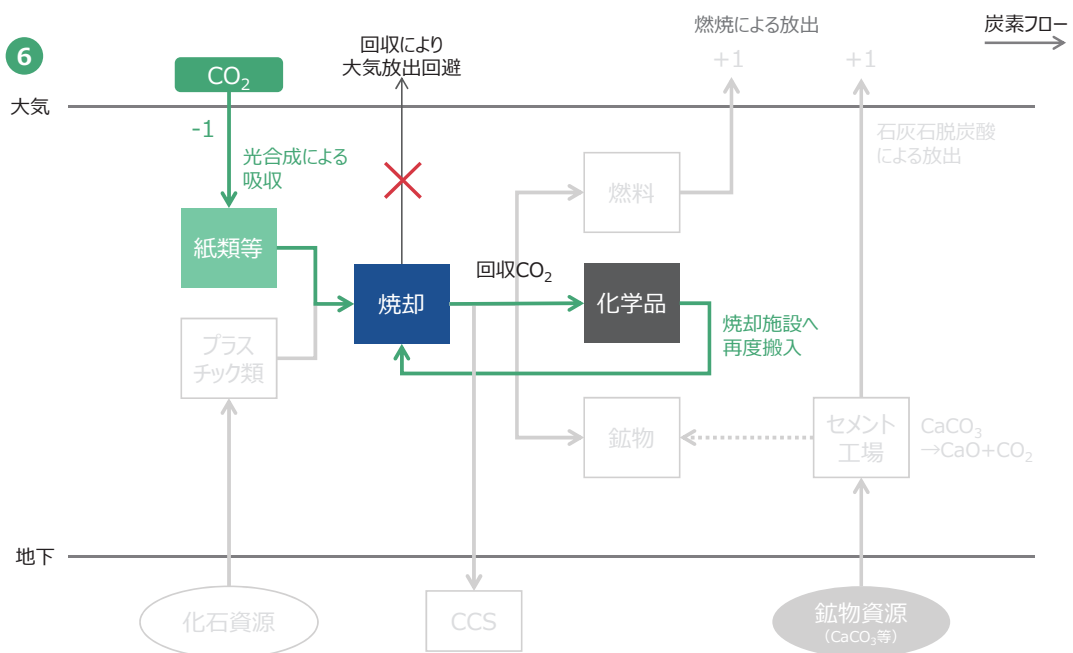 6
CO2
大気
-1
光合成による
吸収
回収により
大気放出回避
燃焼による放出
+1
+1
炭素フロー
石灰石脱炭酸
による放出
紙類等
燃料
焼却
回収CO2
化学品
焼却施設へ
再度搬入
プラス
チック類
鉱物
セメント
工場
CaCO3
→CaO+CO2
地下
化石資源
CCS
鉱物資源
(CaCO3等)